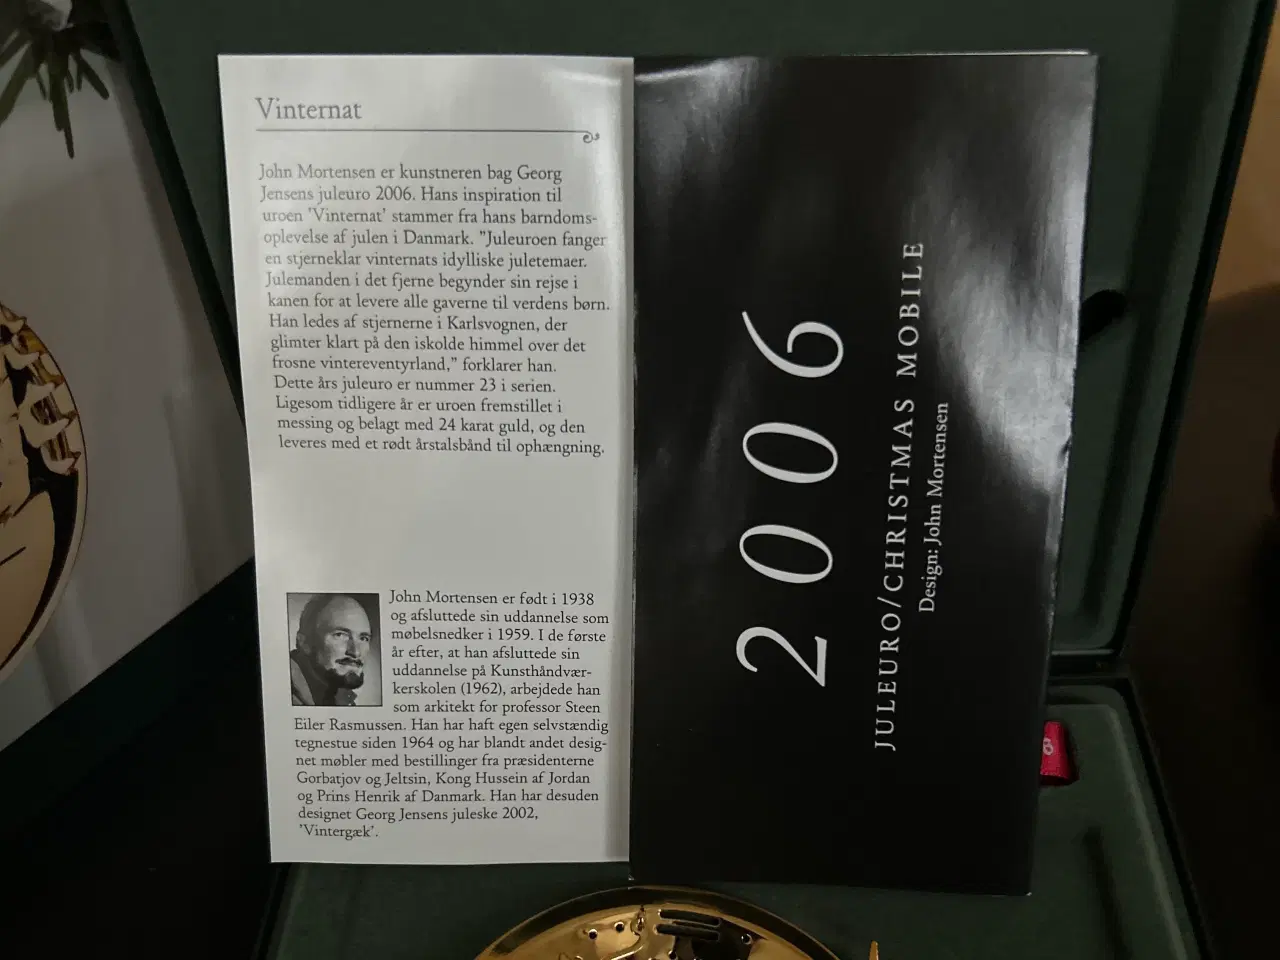 Vinternat
John Mortensen er kunstneren bag Georg
Jensens juleuro 2006. Hans inspiration til
uroen 'Vinternat' stammer fra hans barndoms-
oplevelse af julen i Danmark. "Juleuroen fanger
en stjerneklar vinternats idylliske juletemaer.
Julemanden i det fjerne begynder sin rejse i
kanen for at levere alle gaverne til verdens børn.
Han ledes af stjernerne i Karlsvognen, der
glimter klart på den iskolde himmel over det
frosne vintereventyrland," forklarer han.
Dette års juleuro er nummer 23 i serien.
Ligesom tidligere år er uroen fremstillet i
messing og belagt med 24 karat guld, og den
leveres med et rødt årstalsbånd til ophængning.
John Mortensen er født i 1938
og afsluttede sin uddannelse som
møbelsnedker i 1959. I de første
år efter, at han afsluttede sin
uddannelse på Kunsthåndvær-
kerskolen (1962), arbejdede han
som arkitekt for professor Steen
Eiler Rasmussen. Han har haft egen selvstændig
tegnestue siden 1964 og har blandt andet desig-
net møbler med bestillinger fra præsidenterne
Gorbatjov og Jeltsin, Kong Hussein af Jordan
og Prins Henrik af Danmark. Han har desuden
designet Georg Jensens juleske 2002,
'Vintergæk'.
2006
JULEURO/CHRISTMAS MOBILE
Design: John Mortensen